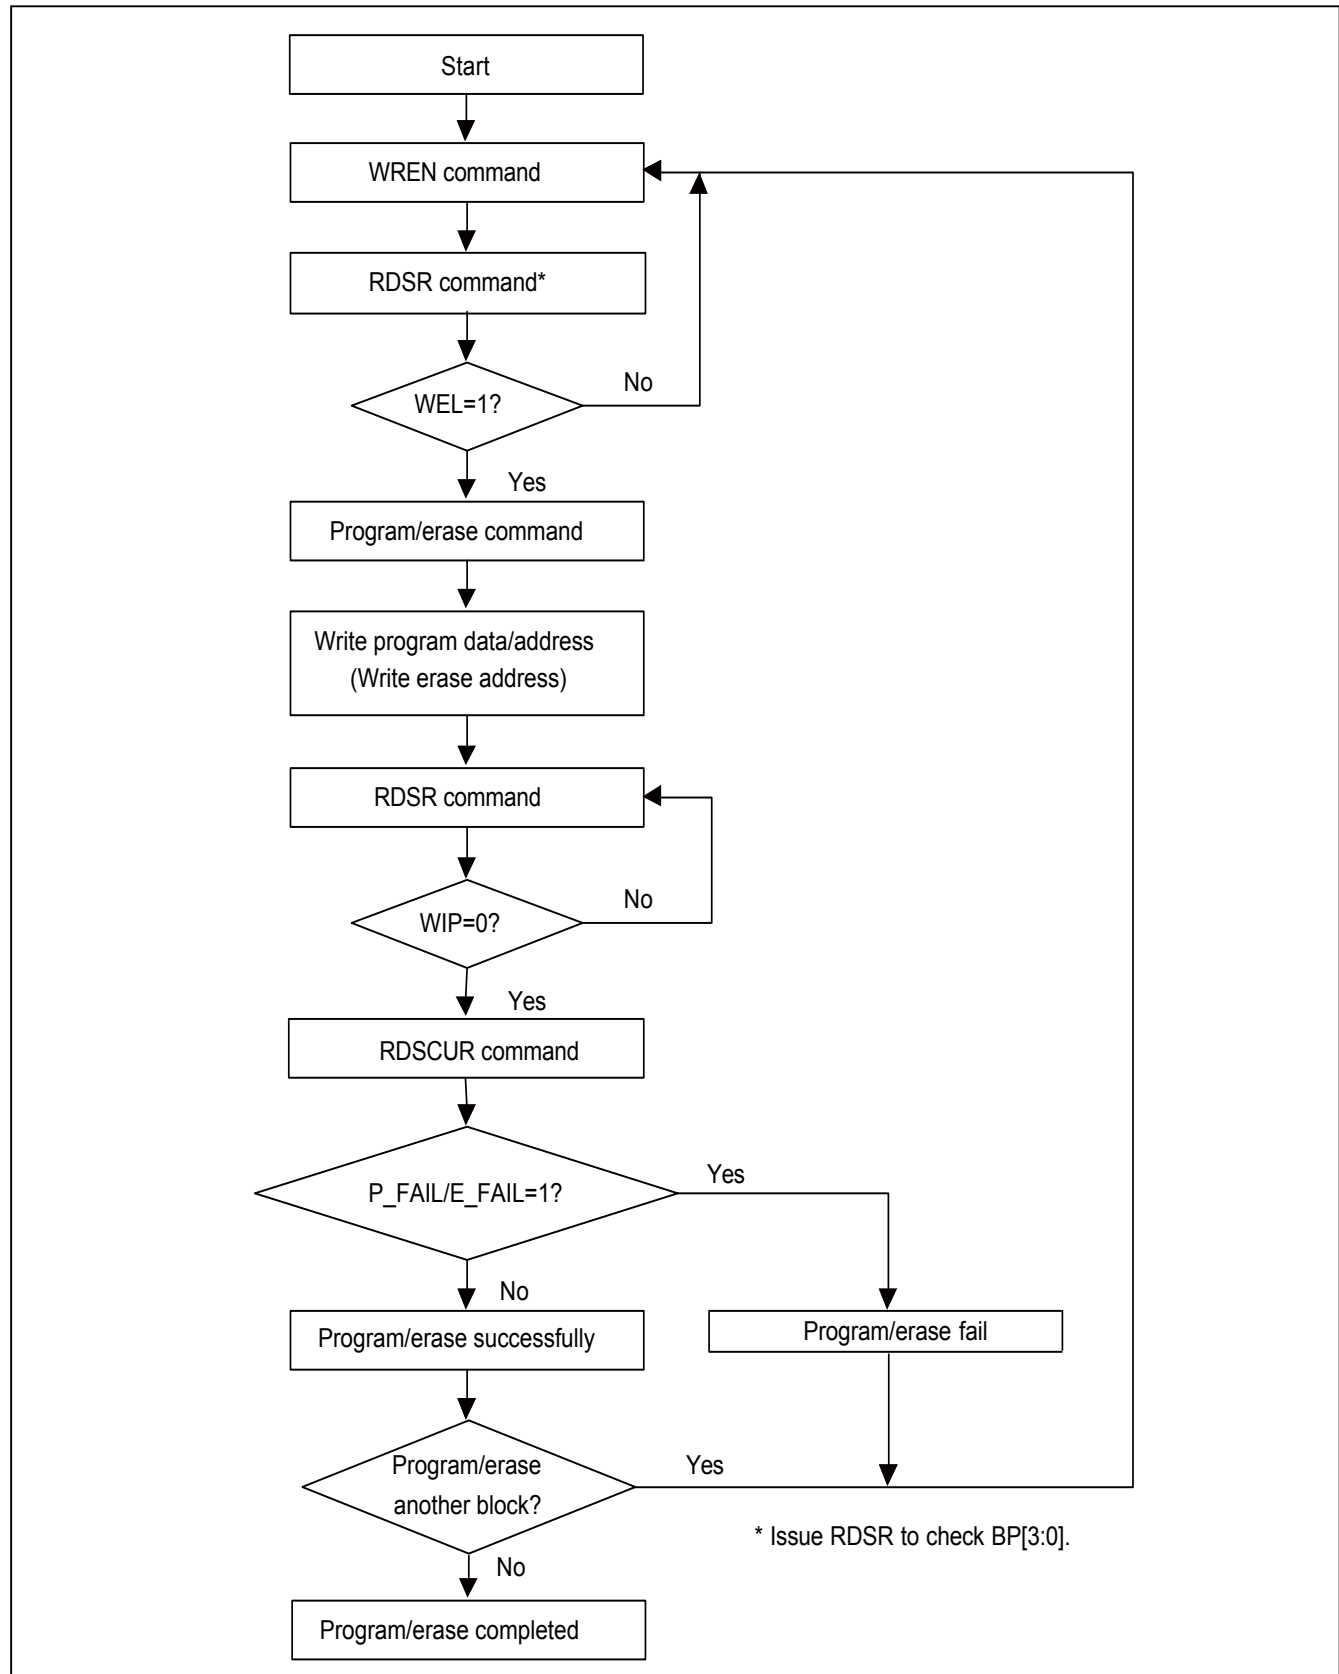 Start
WREN command
RDSR command*
WEL=1?
No
Yes
Program/erase command
Write program data/address
(Write erase address)
RDSR command
WIP=0?
No
Yes
RDSCUR command
P_FAIL/E_FAIL=1?
Yes
No
Program/erase successfully
Program/erase fail
Program/erase
another block?
Yes
* Issue RDSR to check BP[3:0].
No
Program/erase completed